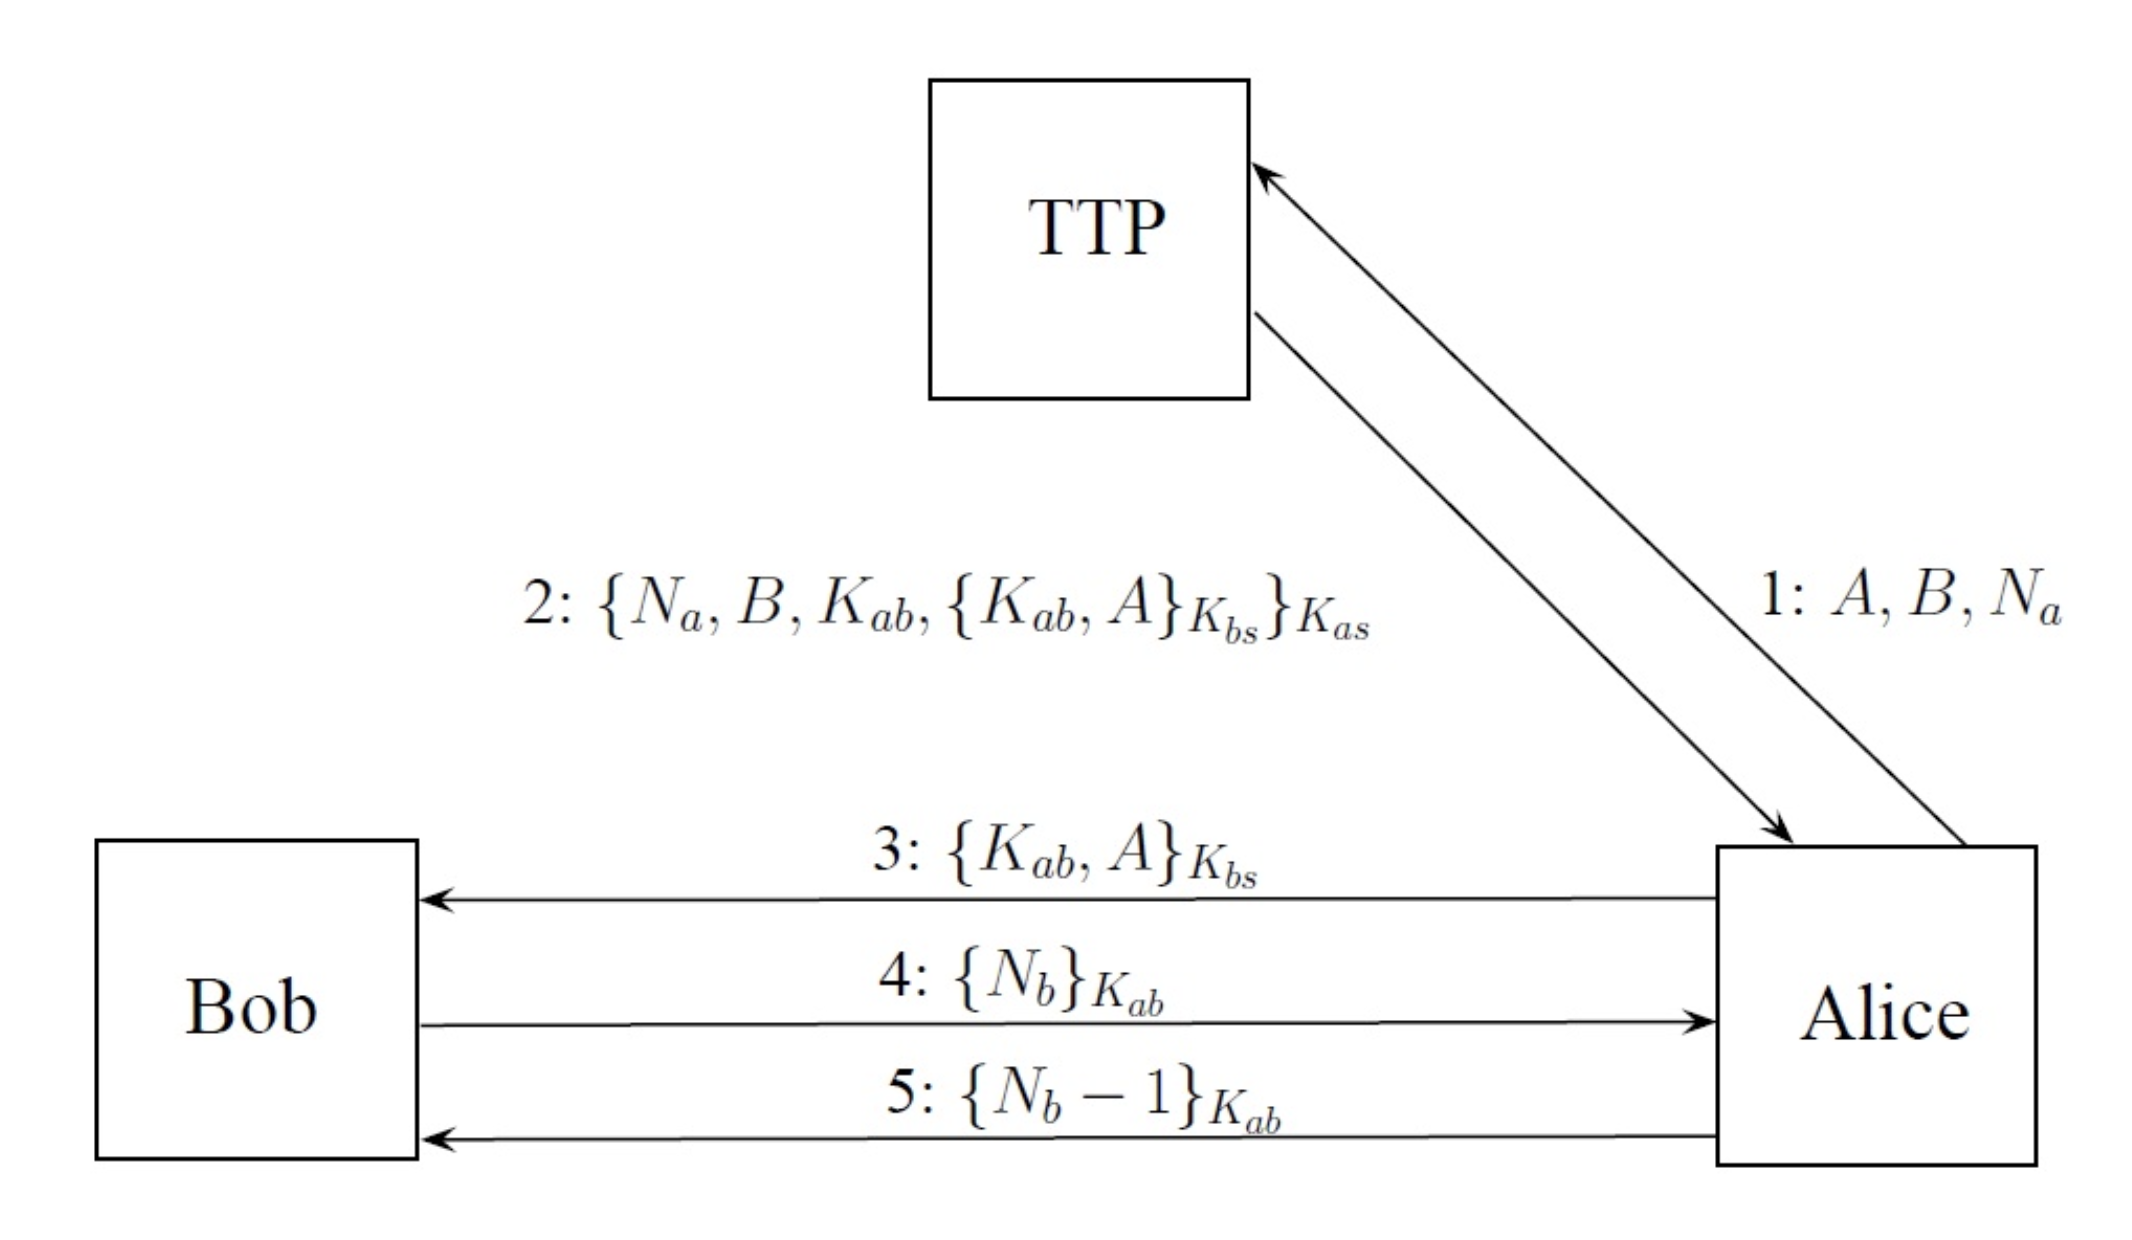 TTP
1: A, B, N_a
2: {N_a, B, K_{ab}, {K_{ab}, A}_{K_{bs}}}_{K_{as}}
3: {K_{ab}, A}_{K_{bs}}
4: {N_b}_{K_{ab}}
Bob
Alice
5: {N_b − 1}_{K_{ab}}